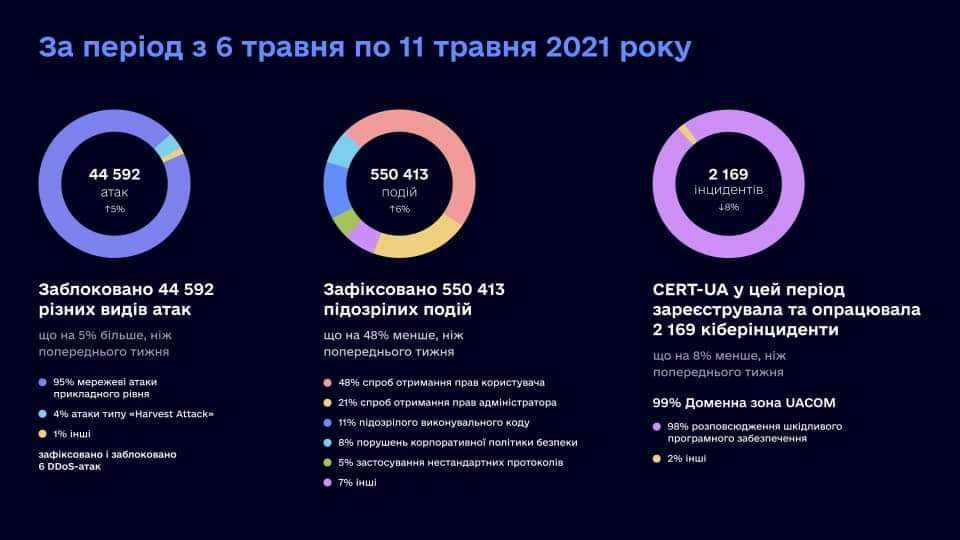 За період з 6 травня по 11 травня 2021 року
44 592
атак
↑5%
Заблоковано 44 592
різних видів атак
що на 5% більше, ніж
попереднього тижня
95% мережеві атаки
прикладного рівня
4% атаки типу «Harvest Attack»
1% інші
зафіксовано і заблоковано
6 DDoS-атак
550 413
подій
↑6%
Зафіксовано 550 413
підозрілих подій
що на 48% менше, ніж
попереднього тижня
48% спроб отримання прав користувача
21% спроб отримання прав адміністратора
11% підозрілого виконувального коду
8% порушень корпоративної політики безпеки
5% застосування нестандартних протоколів
7% інші
2 169
інцидентів
↓8%
CERT-UA у цей період
зареєструвала та опрацювала
2 169 кіберінциденти
що на 8% менше, ніж
попереднього тижня
99% Доменна зона UACOM
98% розповсюдження шкідливого
програмного забезпечення
2% інші